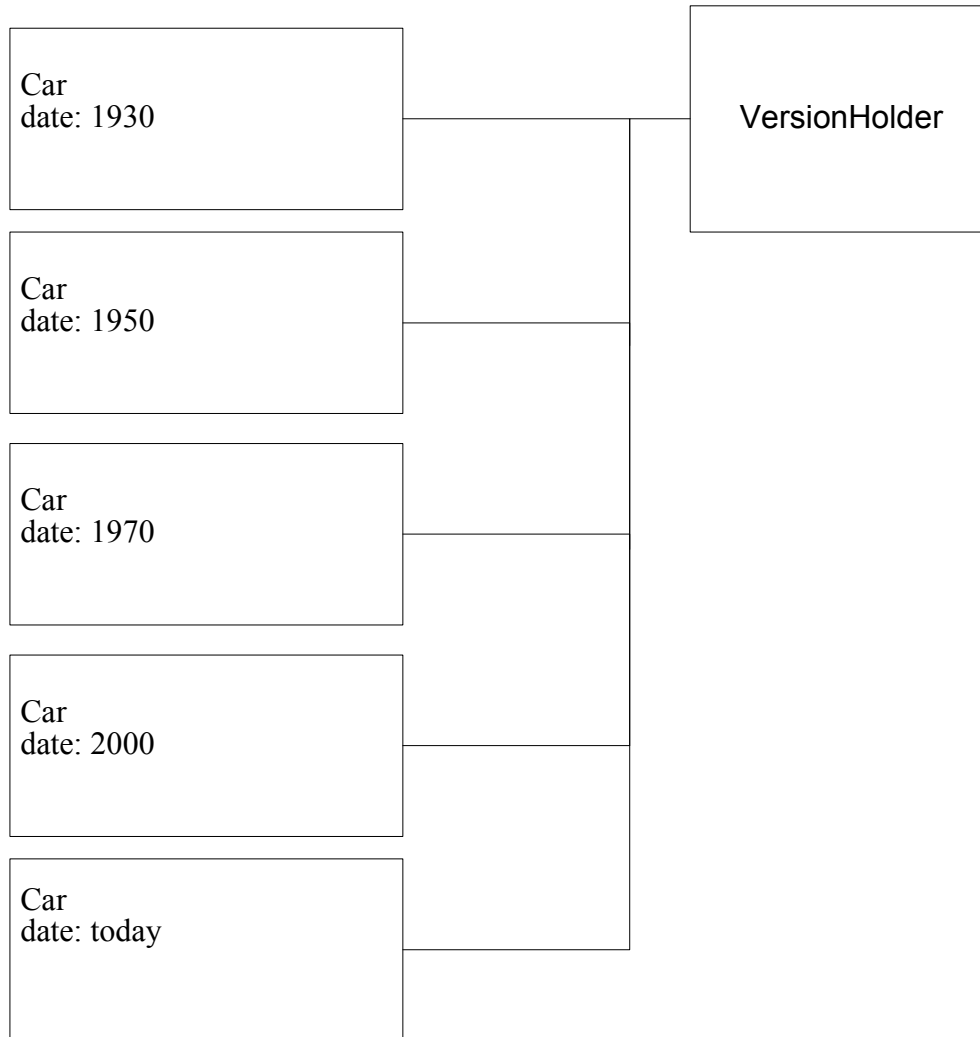 Car
date: 1930
VersionHolder
Car
date: 1950
Car
date: 1970
Car
date: 2000
Car
date: today